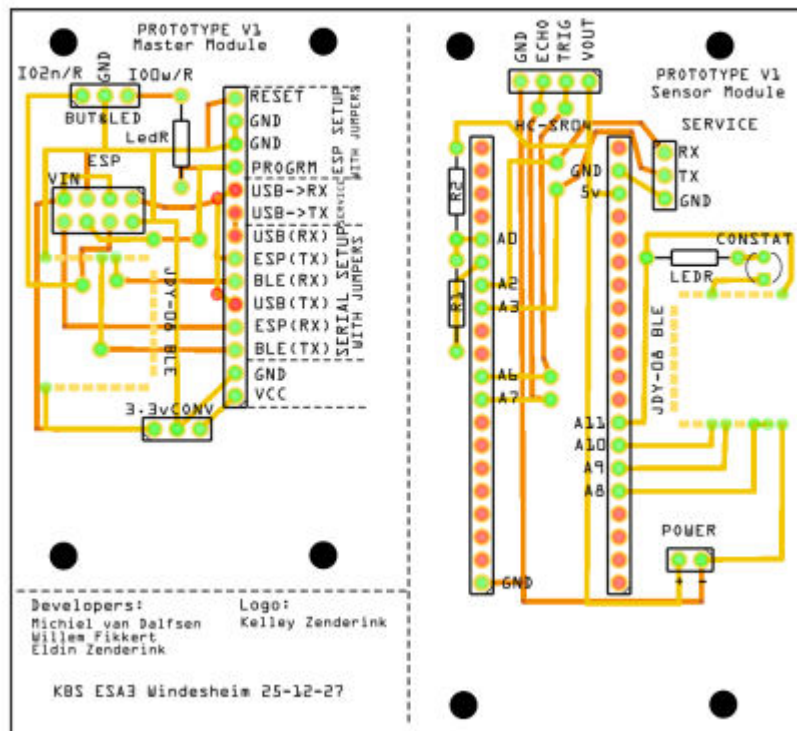 PROTOTYPE V1
Master Module
IO2n/R
GND
IO0w/R
BUT&LED
LedR
ESP
VIN
RESET
GND
GND
PROGRM
ESP SETUP
WITH JUMPERS
USB->RX
USB->TX
SERVICE
USB(RX)
ESP(TX)
BLE(RX)
USB(TX)
ESP(RX)
BLE(TX)
SERIAL SETUP
WITH JUMPERS
GND
VCC
JDY-08 BLE
3.3vCONV
Developers:
Michiel van Dalfsen
Willem Fikkert
Eldin Zenderink
Logo:
Kelley Zenderink
KBS ESA3 Windesheim 25-12-27
GND
ECHO
TRIG
VOUT
HC-SR04
PROTOTYPE V1
Sensor Module
SERVICE
RX
TX
GND
GND
5v
R2
R1
A0
A2
A3
A6
A7
GND
CONSTAT
LEDR
JDY-08 BLE
A11
A10
A9
A8
POWER
+ -